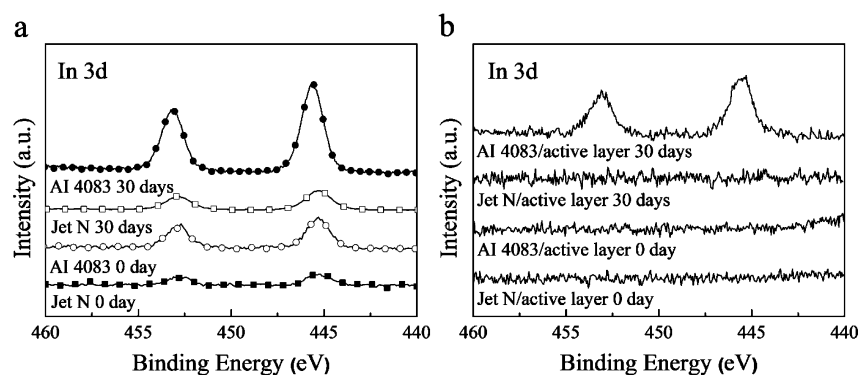 a
In 3d
Intensity (a.u.)
AI 4083 30 days
Jet N 30 days
AI 4083 0 day
Jet N 0 day
460 455 450 445 440
Binding Energy (eV)
b
In 3d
Intensity (a.u.)
AI 4083/active layer 30 days
Jet N/active layer 30 days
AI 4083/active layer 0 day
Jet N/active layer 0 day
460 455 450 445 440
Binding Energy (eV)